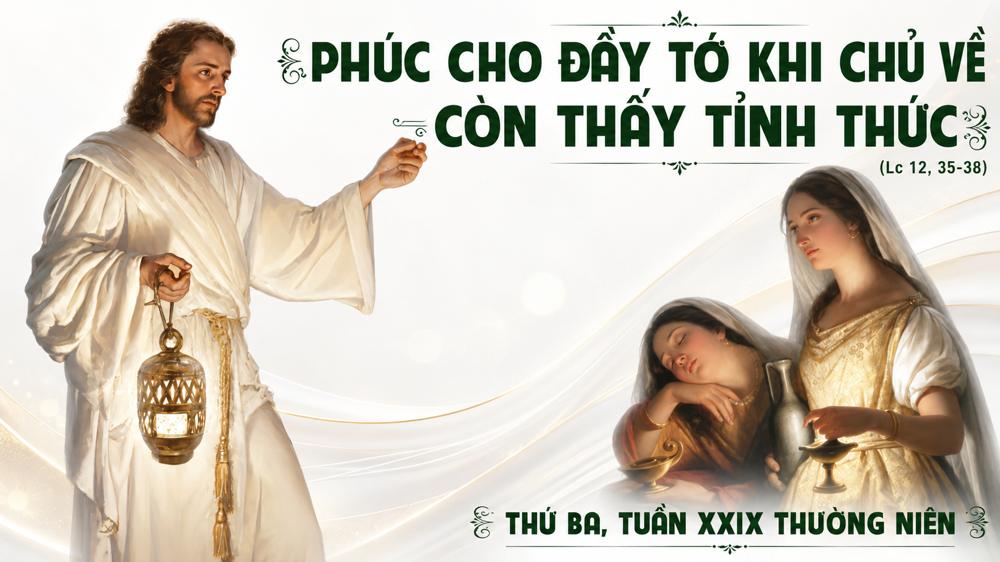 PHÚC CHO ĐẦY TỚ KHI CHỦ VỀ
CÒN THẤY TỈNH THỨC
(Lc 12, 35-38)
THỨ BA, TUẦN XXIX THƯỜNG NIÊN